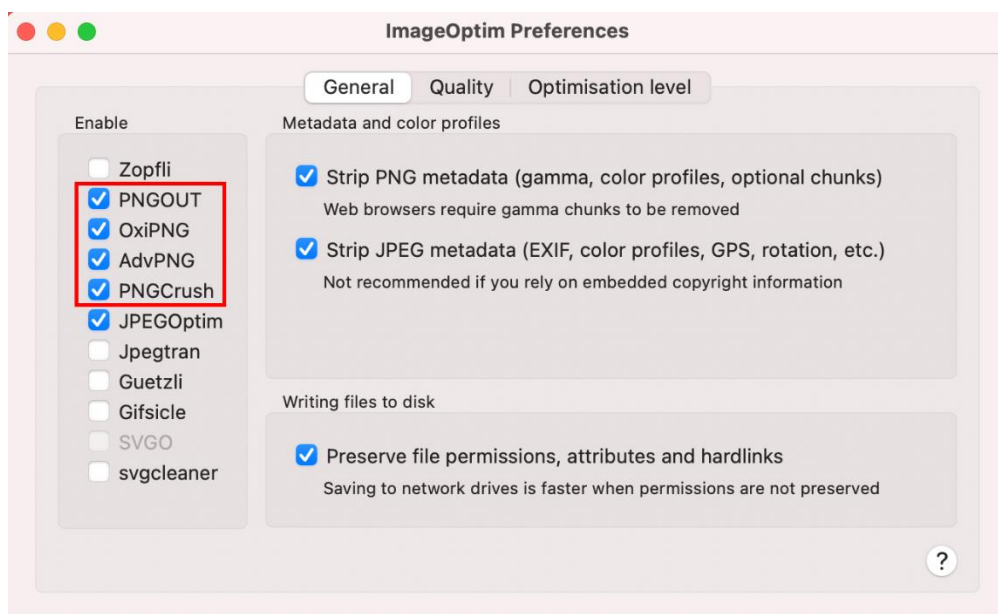 ImageOptim Preferences
General Quality Optimisation level
Enable
Zopfli
PNGOUT
OxiPNG
AdvPNG
PNGCrush
JPEGOptim
Jpegtran
Guetzli
Gifsicle
SVGO
svgcleaner
Metadata and color profiles
Strip PNG metadata (gamma, color profiles, optional chunks)
Web browsers require gamma chunks to be removed
Strip JPEG metadata (EXIF, color profiles, GPS, rotation, etc.)
Not recommended if you rely on embedded copyright information
Writing files to disk
Preserve file permissions, attributes and hardlinks
Saving to network drives is faster when permissions are not preserved
?